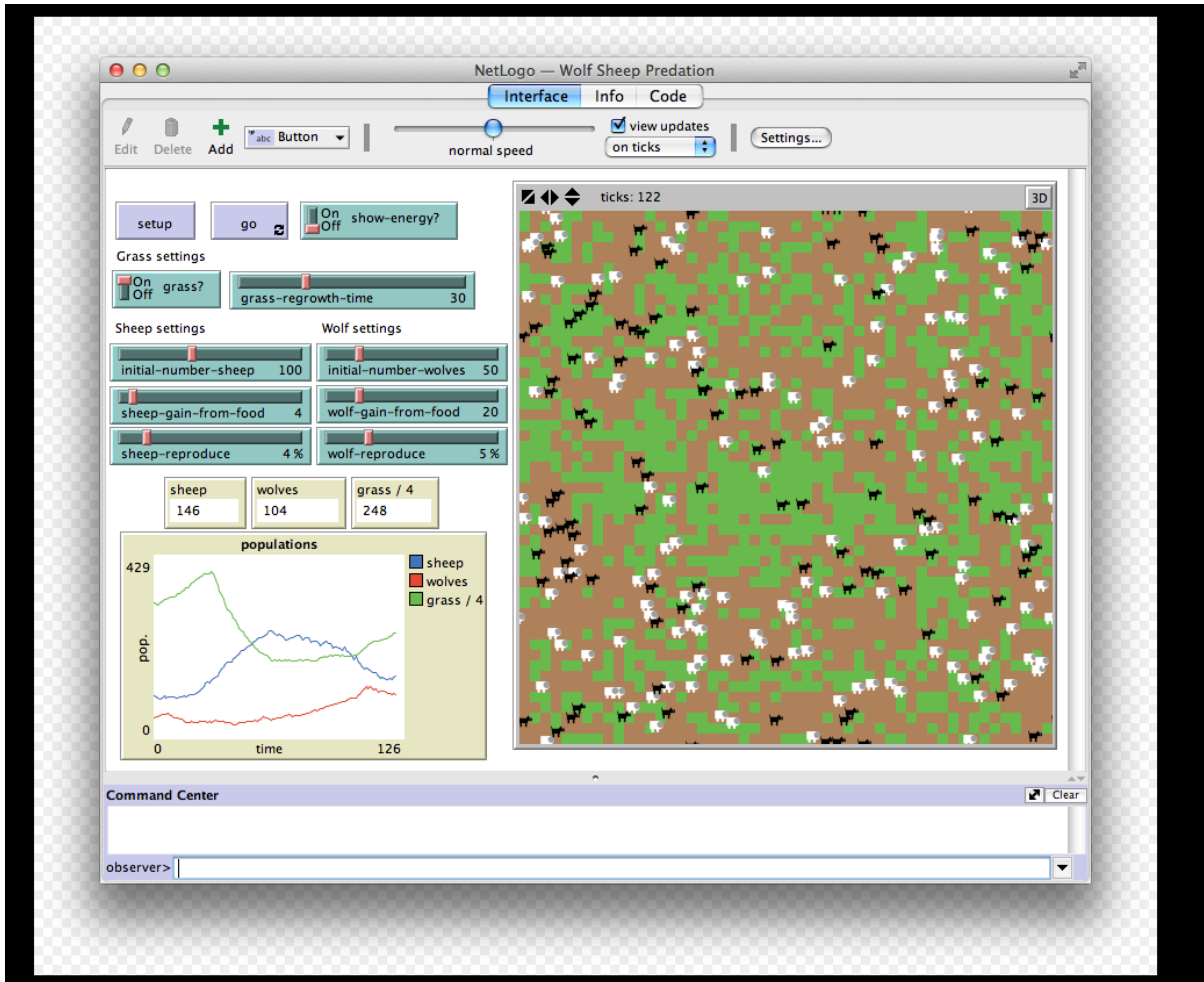 NetLogo — Wolf Sheep Predation
Interface Info Code
Edit Delete Add abc Button normal speed view updates on ticks Settings...
setup go On Off show-energy?
ticks: 122 3D
Grass settings
On Off grass? grass-regrowth-time 30
Sheep settings Wolf settings
initial-number-sheep 100 initial-number-wolves 50
sheep-gain-from-food 4 wolf-gain-from-food 20
sheep-reproduce 4 % wolf-reproduce 5 %
sheep wolves grass / 4
146 104 248
populations
429
pop.
0
0 time 126
sheep
wolves
grass / 4
Command Center Clear
observer>